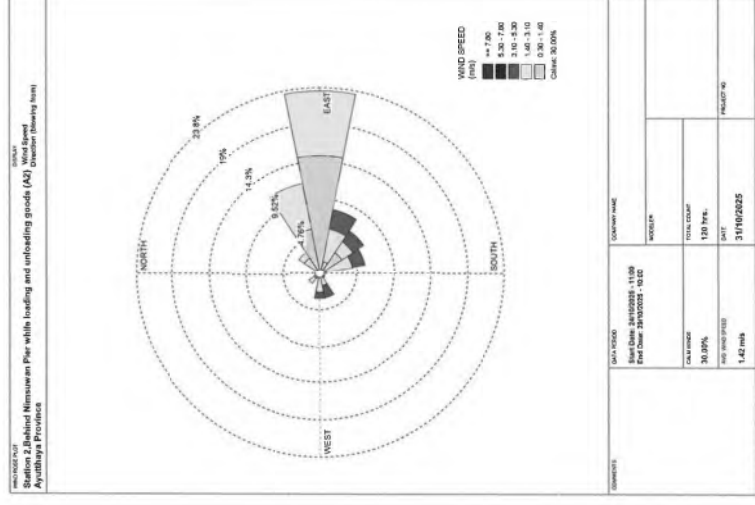 WIND ROSE PLOT
Station 2.Behind Nimsuwan Pier while loading and unloading goods (A2)
Ayutthaya Province
DISPLAY
Wind Speed
Direction (blowing from)
NORTH
23.8%
19%
14.3%
9.52%
4.76%
WEST
EAST
SOUTH
WIND SPEED
(m/s)
>= 7.80
5.30 - 7.80
3.10 - 5.30
1.40 - 3.10
0.30 - 1.40
Calms: 30.00%
COMMENTS:
DATA PERIOD:
Start Date: 24/10/2025 - 11:00
End Date: 29/10/2025 - 10:00
COMPANY NAME:
MODELER:
CALM WINDS:
30.00%
TOTAL COUNT:
120 hrs.
AVG. WIND SPEED:
1.42 m/s
DATE:
31/10/2025
PROJECT NO.: